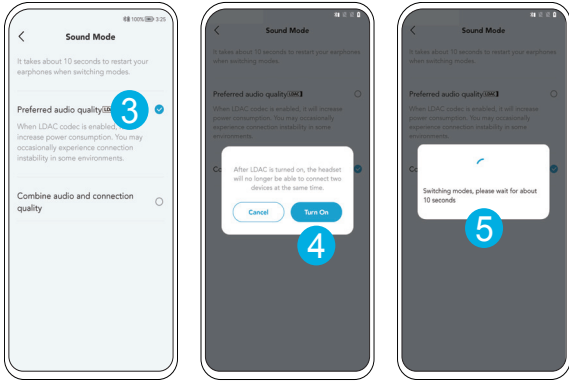 100% 3:25
Sound Mode
It takes about 10 seconds to restart your
earphones when switching modes.
Preferred audio quality
3
When LDAC codec is enabled,
increase power consumption. You may
occasionally experience connection
instability in some environments.
Combine audio and connection
quality
Sound Mode
It takes about 10 seconds to restart your earphones
when switching modes.
Preferred audio quality LDAC
When LDAC codec is enabled, it will increase
power consumption. You may occasionally
experience connection instability in some
environments.
Co
After LDAC is turned on, the headset
will no longer be able to connect two
devices at the same time.
Cancel
Turn On
4
Sound Mode
It takes about 10 seconds to restart your earphones
when switching modes.
Preferred audio quality LDAC
When LDAC codec is enabled, it will increase
power consumption. You may occasionally
experience connection instability in some
environments.
Co
Switching modes, please wait for about
10 seconds
5